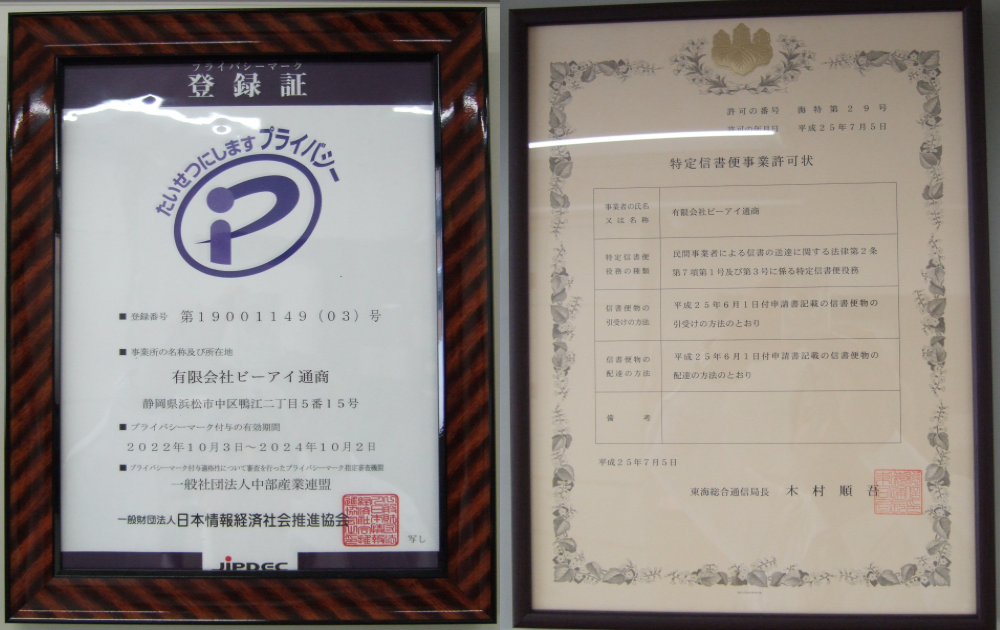 プライバシーマーク
登録証
たいせつにします プライバシー
■ 登録番号 第19001149(03)号
■ 事業所の名称及び所在地
有限会社ビーアイ通商
静岡県浜松市中区鴨江二丁目5番15号
■ プライバシーマーク付与の有効期間
2022年10月3日～2024年10月2日
■ プライバシーマーク付与適格性について審査を行ったプライバシーマーク指定審査機関
一般社団法人中部産業連盟
一般財団法人日本情報経済社会推進協会
写し
JIPDEC
許可の番号 海特第29号
許可の年月日 平成25年7月5日
特定信書便事業許可状
事業者の氏名
又は名称
有限会社ビーアイ通商
特定信書便
役務の種類
民間事業者による信書の送達に関する法律第2条
第7項第1号及び第3号に係る特定信書便役務
信書便物の
引受けの方法
平成25年6月1日付申請書記載の信書便物の
引受けの方法のとおり
信書便物の
配達の方法
平成25年6月1日付申請書記載の信書便物の
配達の方法のとおり
備考
平成25年7月5日
東海総合通信局長 木村順吾